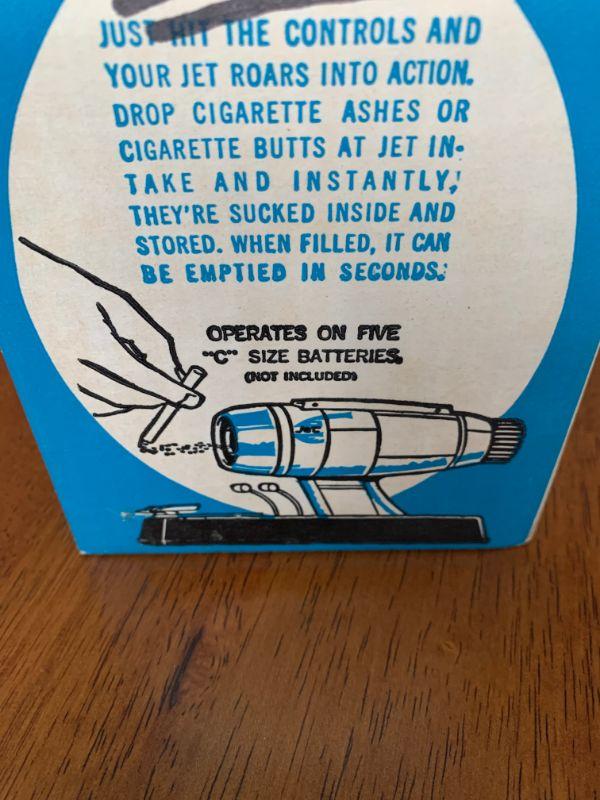 JUST HIT THE CONTROLS AND
YOUR JET ROARS INTO ACTION.
DROP CIGARETTE ASHES OR
CIGARETTE BUTTS AT JET IN-
TAKE AND INSTANTLY,
THEY'RE SUCKED INSIDE AND
STORED. WHEN FILLED, IT CAN
BE EMPTIED IN SECONDS.
OPERATES ON FIVE
"C" SIZE BATTERIES.
(NOT INCLUDED)